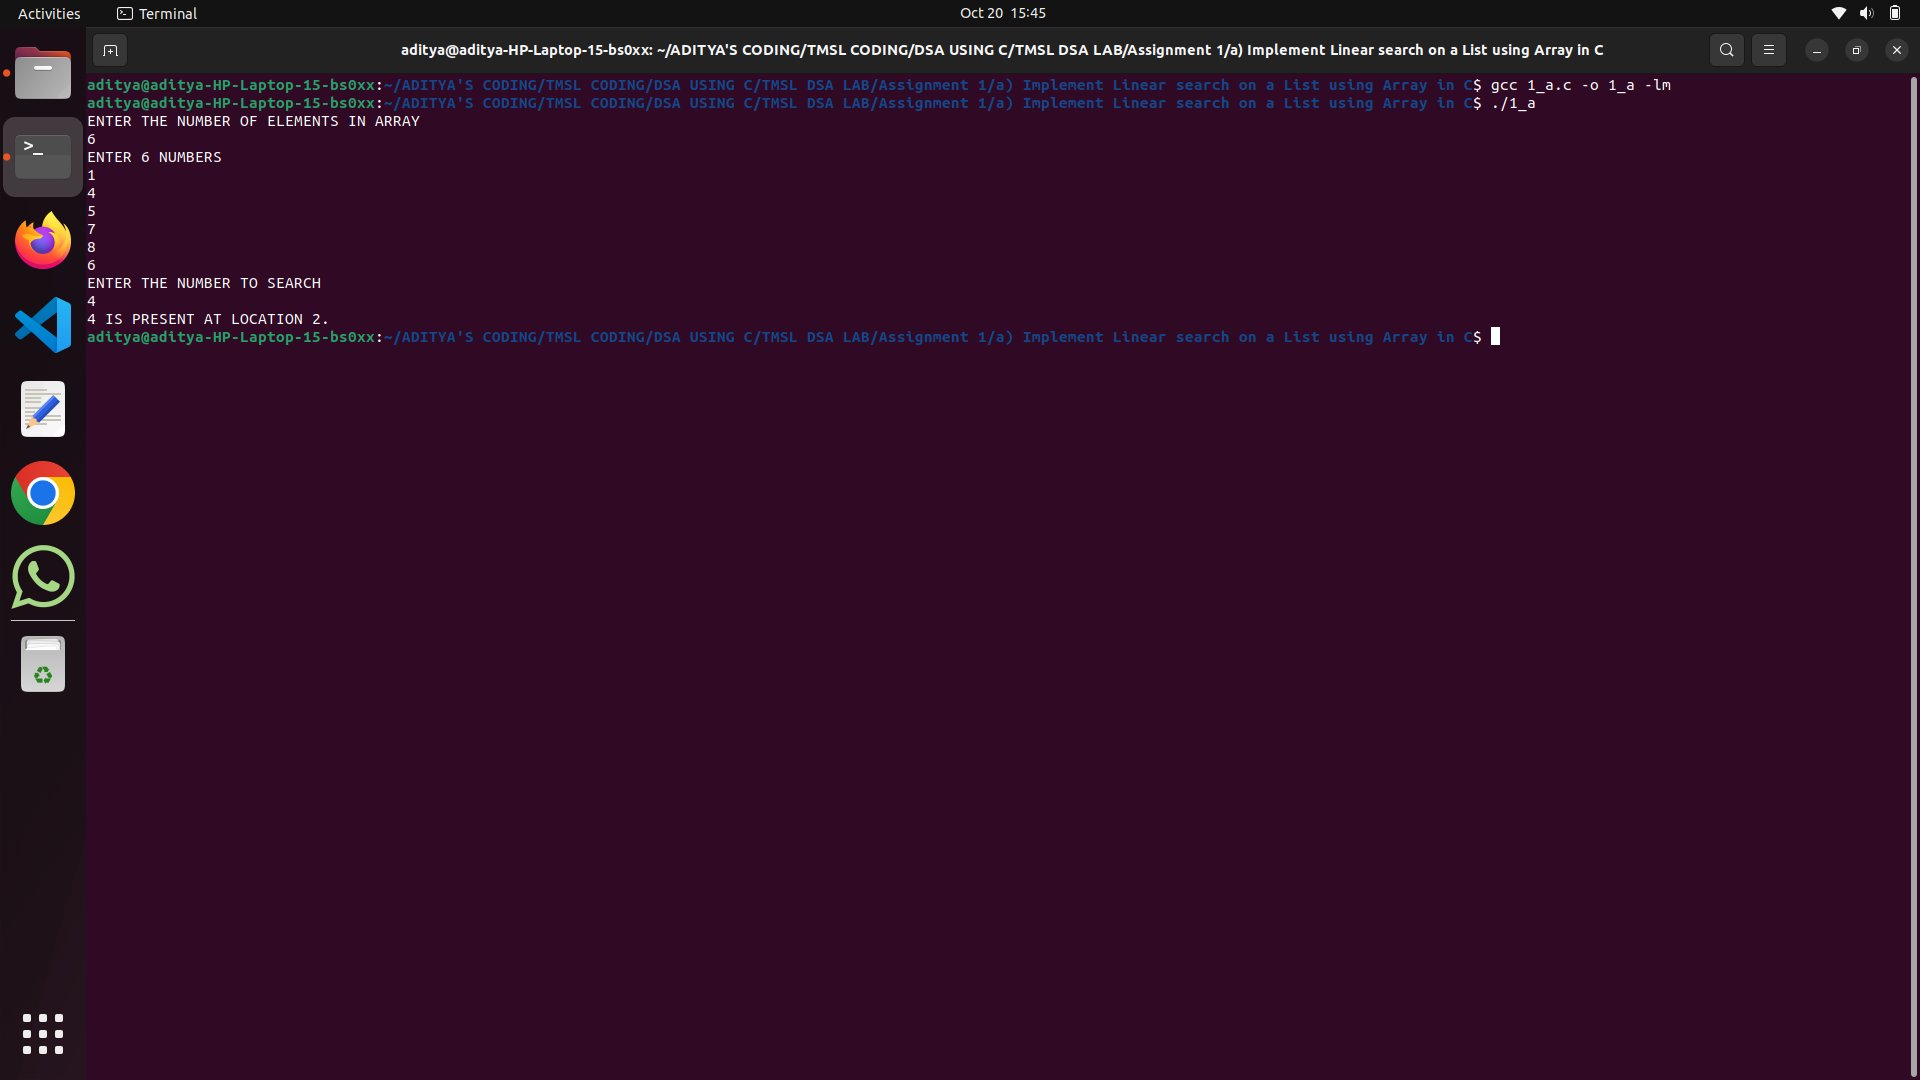 Activities Terminal Oct 20 15:45
aditya@aditya-HP-Laptop-15-bs0xx: ~/ADITYA'S CODING/TMSL CODING/DSA USING C/TMSL DSA LAB/Assignment 1/a) Implement Linear search on a List using Array in C
aditya@aditya-HP-Laptop-15-bs0xx:~/ADITYA'S CODING/TMSL CODING/DSA USING C/TMSL DSA LAB/Assignment 1/a) Implement Linear search on a List using Array in C$ gcc 1_a.c -o 1_a -lm
aditya@aditya-HP-Laptop-15-bs0xx:~/ADITYA'S CODING/TMSL CODING/DSA USING C/TMSL DSA LAB/Assignment 1/a) Implement Linear search on a List using Array in C$ ./1_a
ENTER THE NUMBER OF ELEMENTS IN ARRAY
6
ENTER 6 NUMBERS
1
4
5
7
8
6
ENTER THE NUMBER TO SEARCH
4
4 IS PRESENT AT LOCATION 2.
aditya@aditya-HP-Laptop-15-bs0xx:~/ADITYA'S CODING/TMSL CODING/DSA USING C/TMSL DSA LAB/Assignment 1/a) Implement Linear search on a List using Array in C$